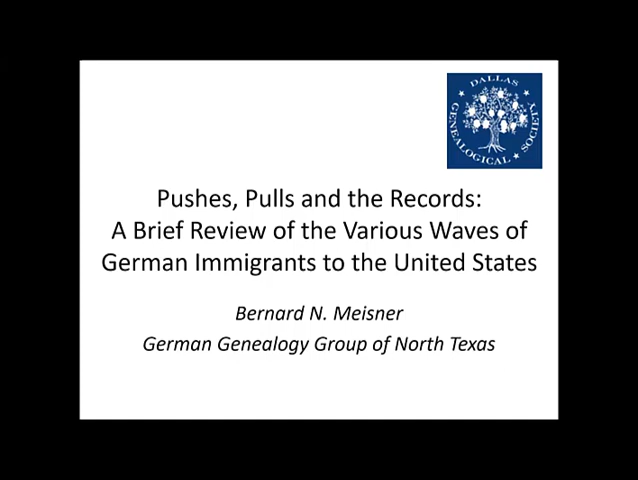 DALLAS GENEALOGICAL SOCIETY
Pushes, Pulls and the Records:
A Brief Review of the Various Waves of
German Immigrants to the United States
Bernard N. Meisner
German Genealogy Group of North Texas